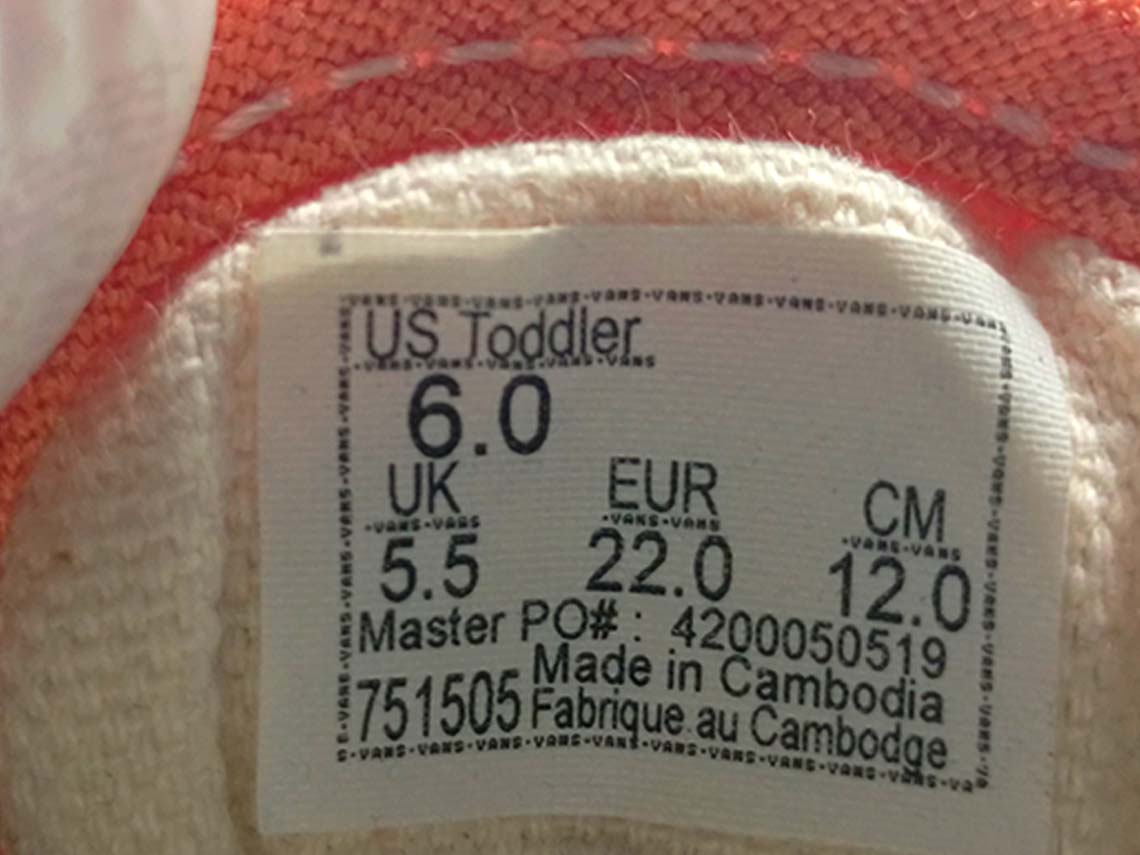 US Toddler
6.0
UK EUR CM
5.5 22.0 12.0
Master PO# : 4200050519
Made in Cambodia
751505 Fabrique au Cambodge